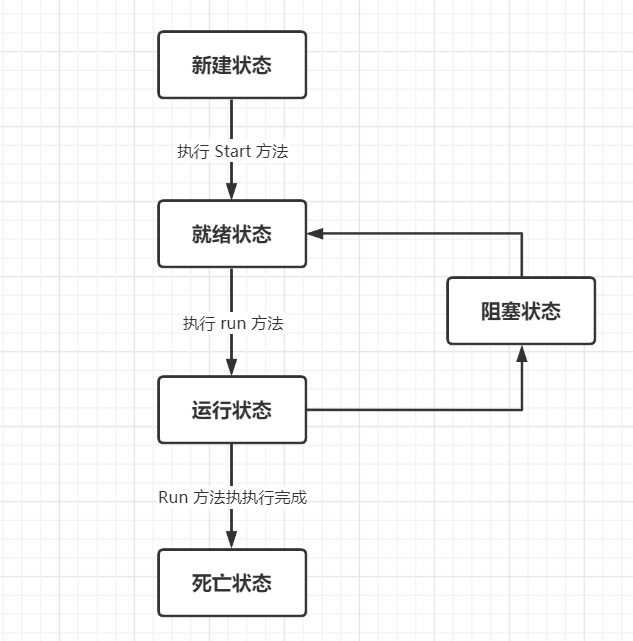 新建状态
执行 Start 方法
就绪状态
阻塞状态
执行 run 方法
运行状态
Run 方法执执行完成
死亡状态